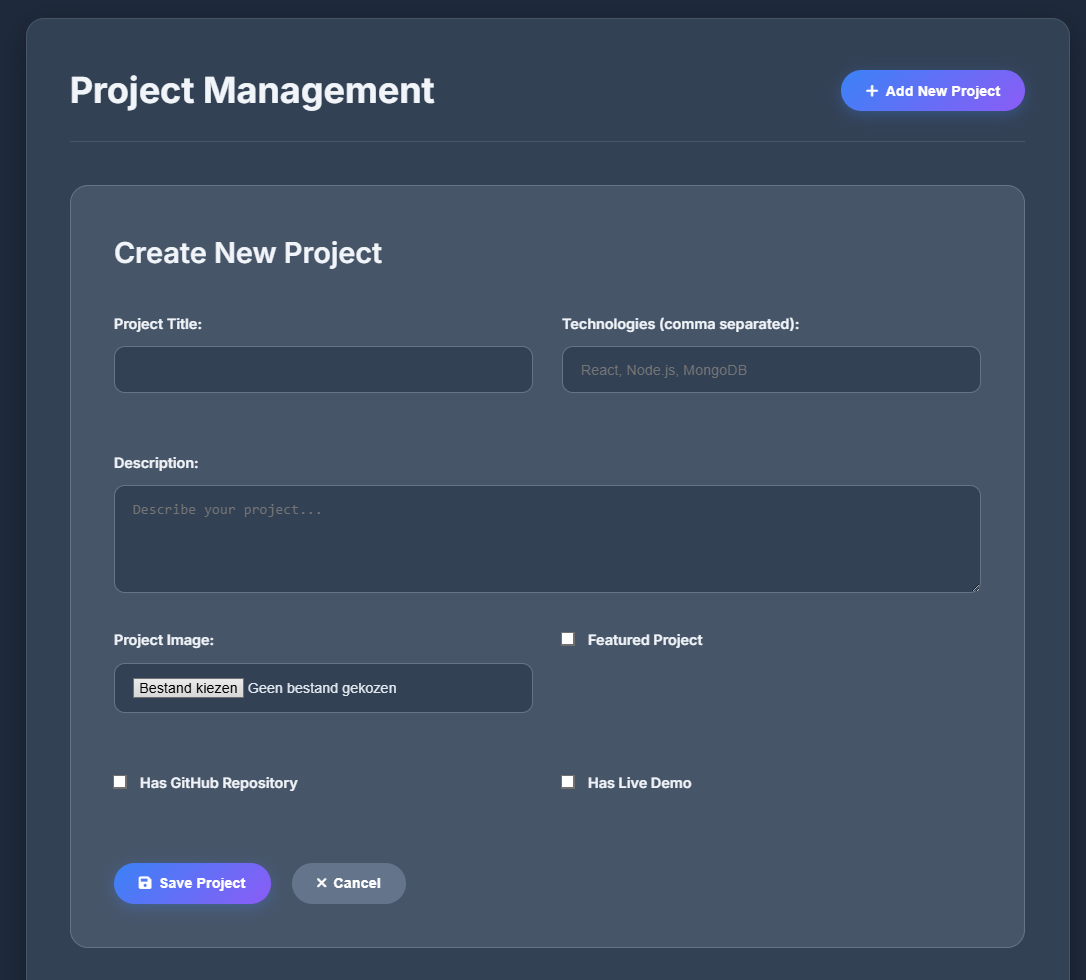 Project Management
Add New Project
Create New Project
Project Title:
Technologies (comma separated):
React, Node.js, MongoDB
Description:
Describe your project...
Project Image:
Featured Project
Bestand kiezen Geen bestand gekozen
Has GitHub Repository
Has Live Demo
Save Project
Cancel